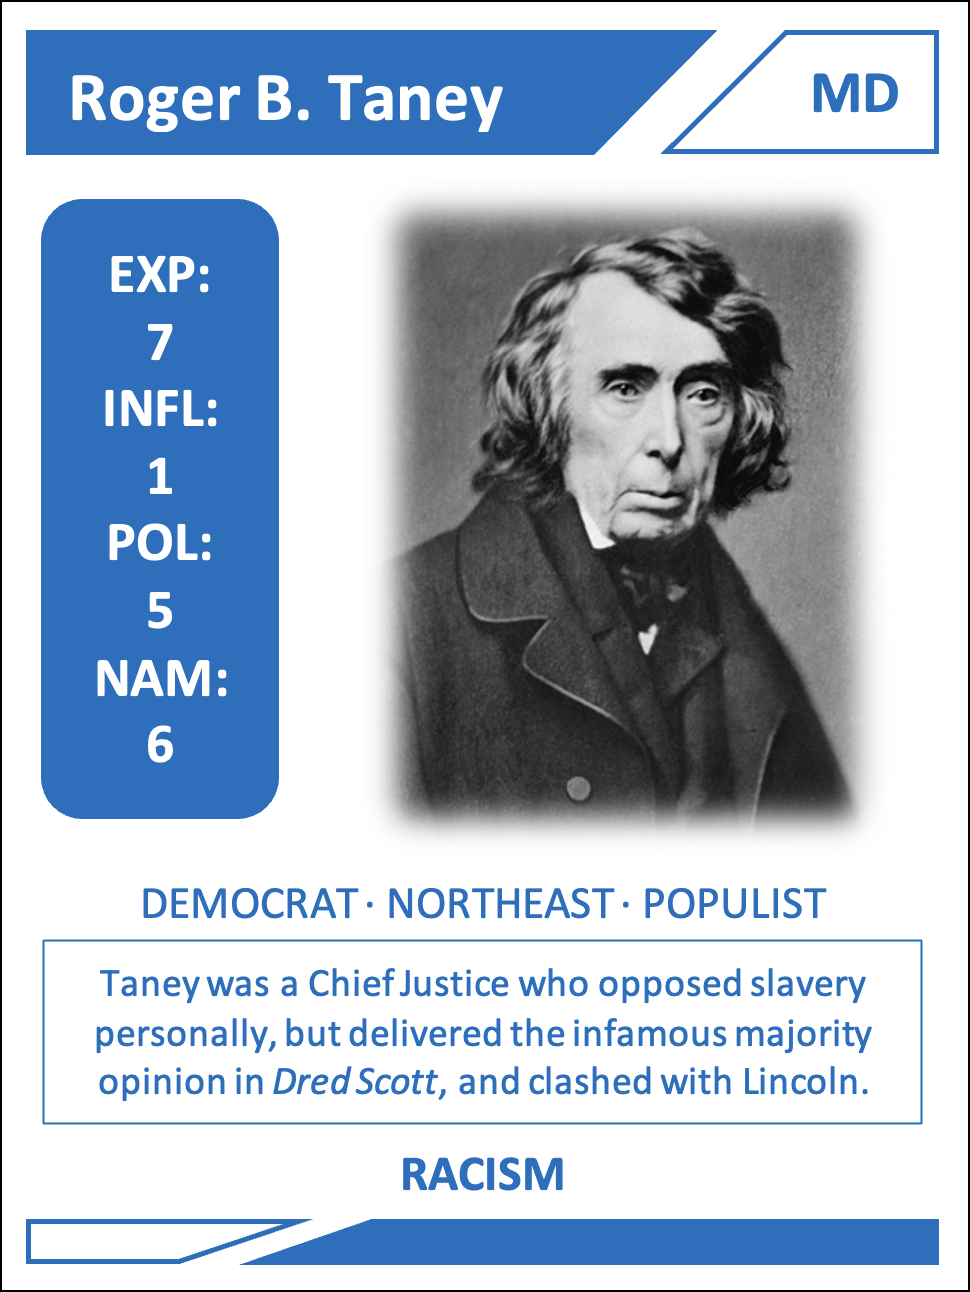 Roger B. Taney
MD
EXP:
7
INFL:
1
POL:
5
NAM:
6
DEMOCRAT · NORTHEAST · POPULIST
Taney was a Chief Justice who opposed slavery
personally, but delivered the infamous majority
opinion in Dred Scott, and clashed with Lincoln.
RACISM